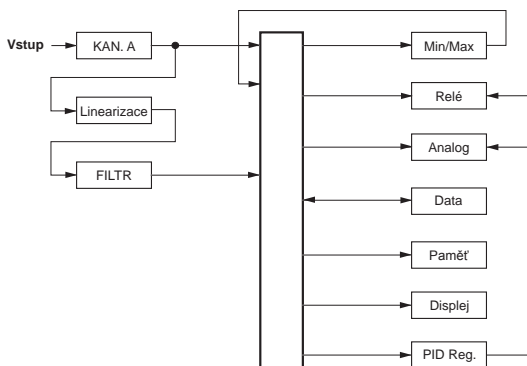 Vstup
KAN. A
Linearizace
FILTR
Min/Max
Relé
Analog
Data
Paměť
Displej
PID Reg.